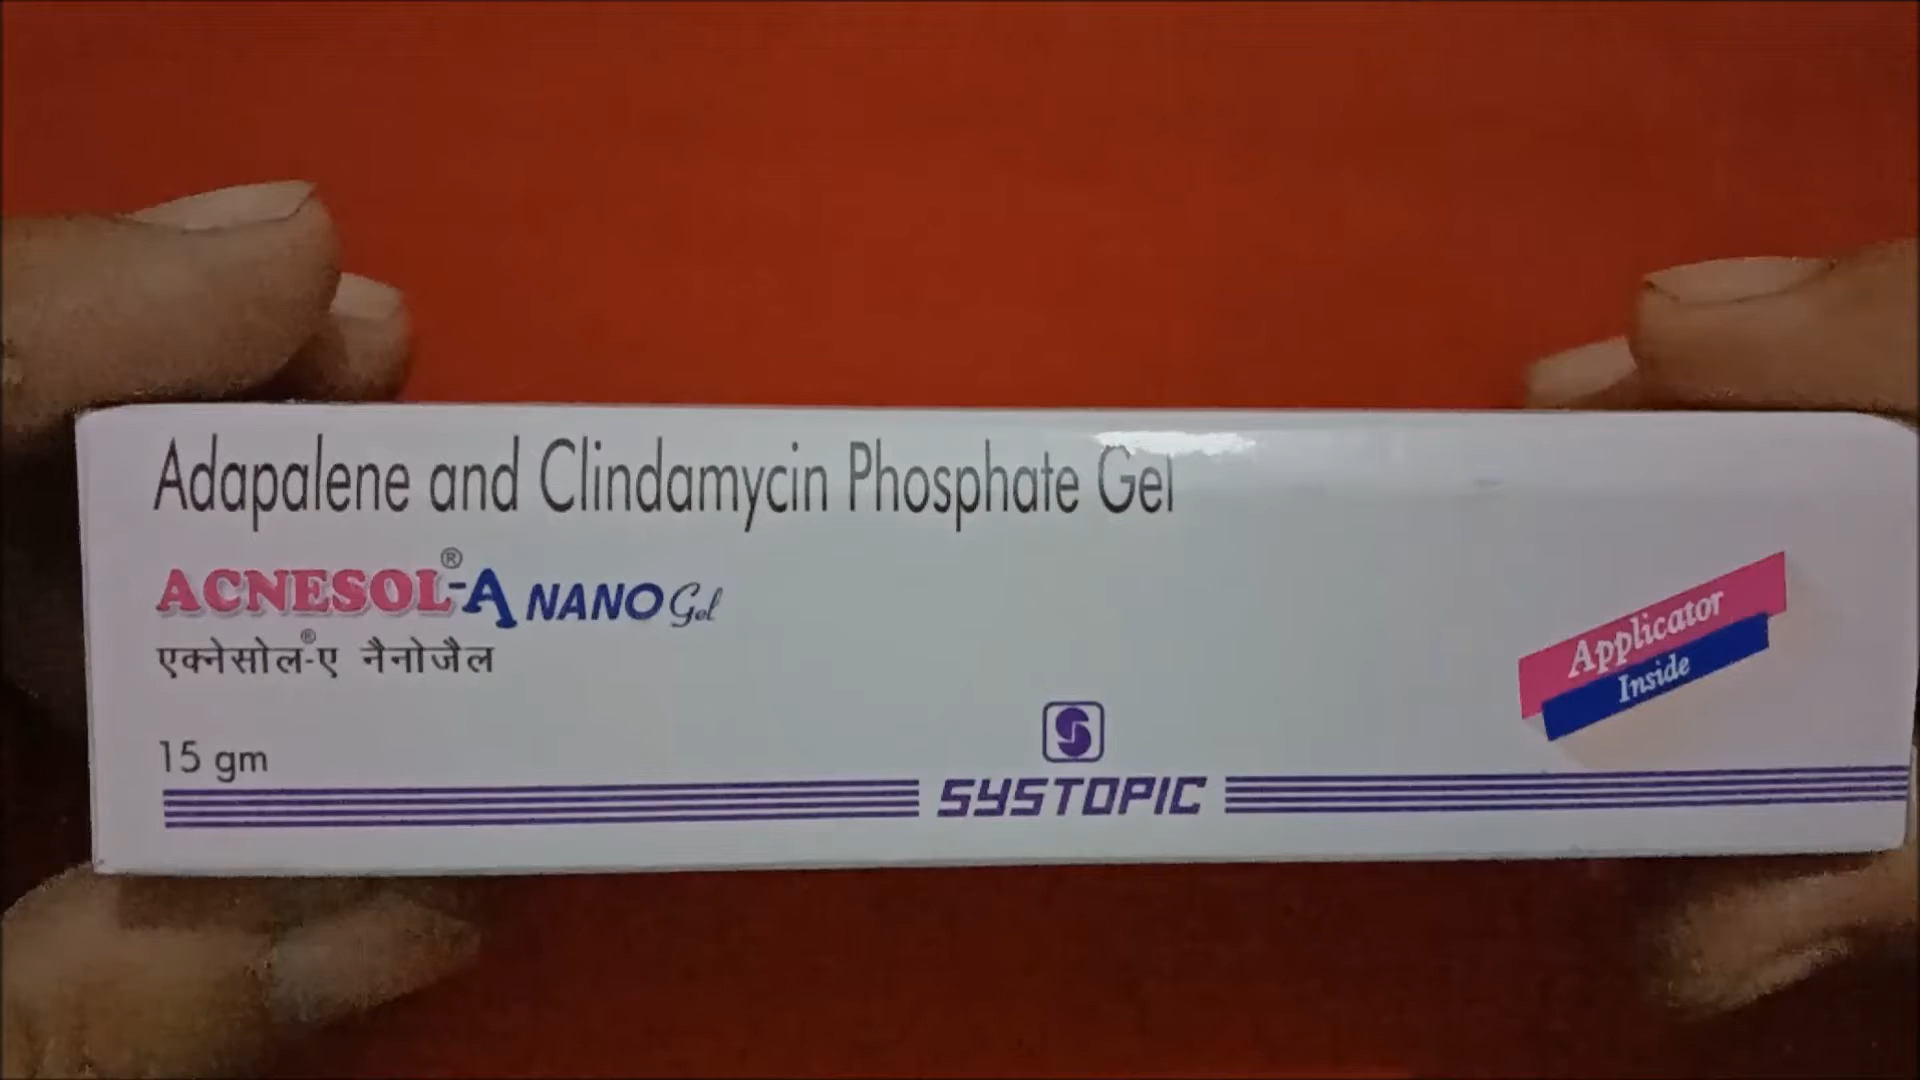 Adapalene and Clindamycin Phosphate Gel
ACNESOL®-A NANO Gel
एक्नेसोल®-ए नैनोजैल
15 gm
S
SYSTOPIC
Applicator
Inside